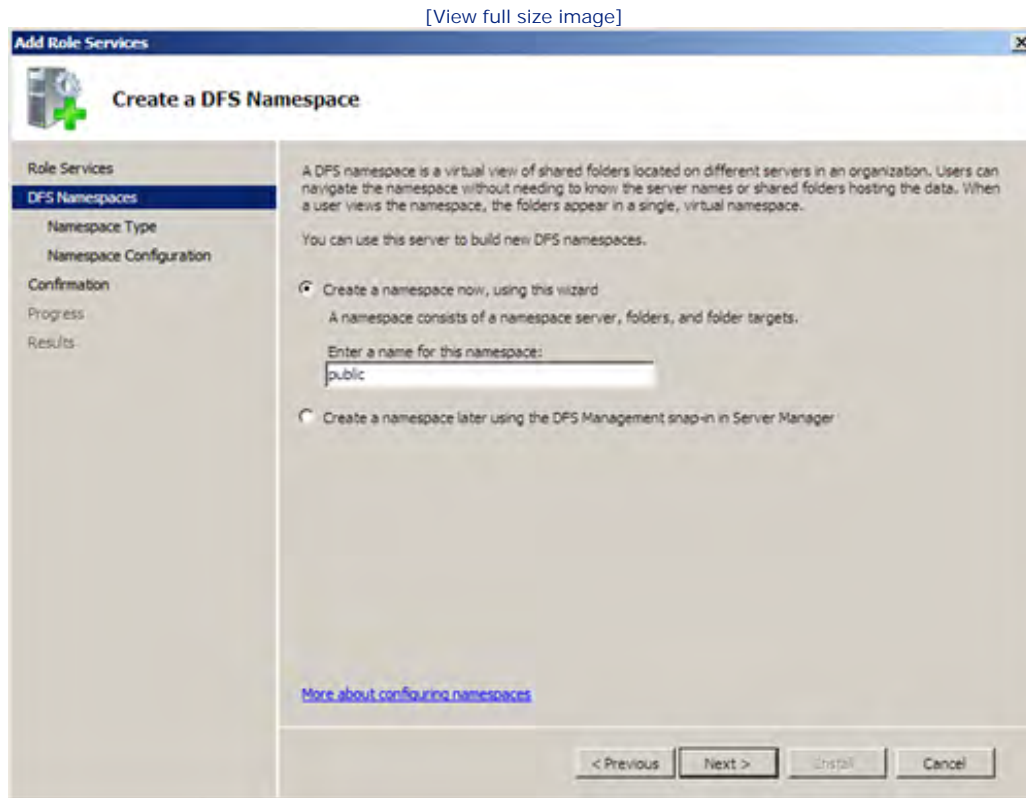 [View full size image]
Add Role Services
Create a DFS Namespace
Role Services
DFS Namespaces
Namespace Type
Namespace Configuration
Confirmation
Progress
Results
A DFS namespace is a virtual view of shared folders located on different servers in an organization. Users can
navigate the namespace without needing to know the server names or shared folders hosting the data. When
a user views the namespace, the folders appear in a single, virtual namespace.
You can use this server to build new DFS namespaces.
Create a namespace now, using this wizard
A namespace consists of a namespace server, folders, and folder targets.
Enter a name for this namespace:
public
Create a namespace later using the DFS Management snap-in in Server Manager
More about configuring namespaces
< Previous Next > Install Cancel